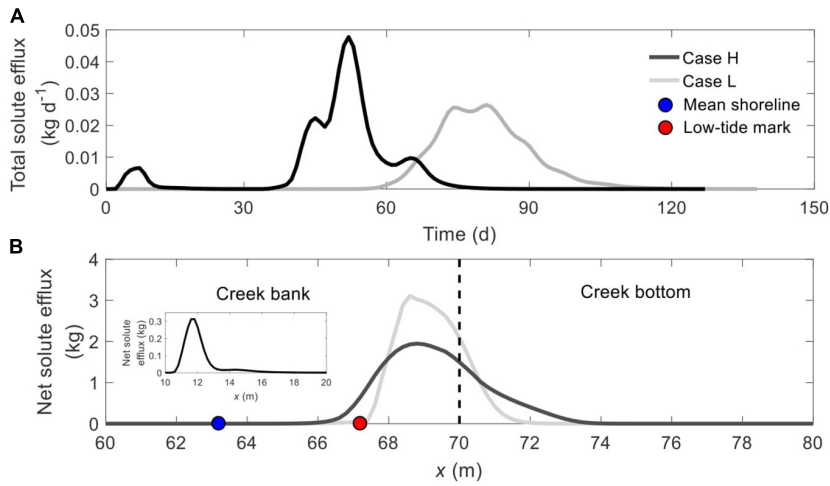 A
Total solute efflux
(kg d⁻¹)
0.05
0.04
0.03
0.02
0.01
0
0 30 60 90 120 150
Time (d)
Case H
Case L
Mean shoreline
Low-tide mark
B
Net solute efflux
(kg)
4
3
2
1
0
Creek bank
Creek bottom
Net solute
efflux (kg)
0.3
0.2
0.1
0
10 12 14 16 18 20
x (m)
60 62 64 66 68 70 72 74 76 78 80
x (m)